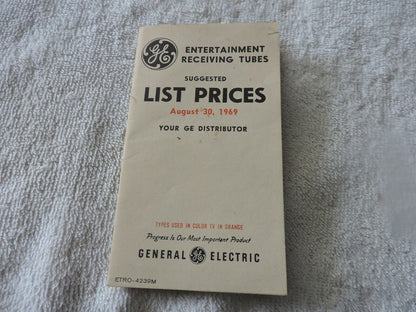 GE
ENTERTAINMENT
RECEIVING TUBES
SUGGESTED
LIST PRICES
August 30, 1969
YOUR GE DISTRIBUTOR
TYPES USED IN COLOR TV IN ORANGE
Progress Is Our Most Important Product
GENERAL GE ELECTRIC
ETRO-4239M